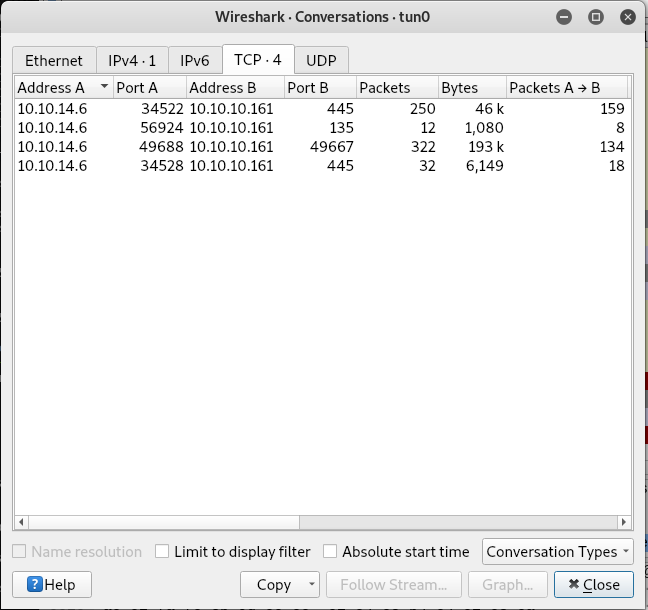 Wireshark · Conversations · tun0
Ethernet IPv4 · 1 IPv6 TCP · 4 UDP
Address A Port A Address B Port B Packets Bytes Packets A → B
10.10.14.6 34522 10.10.10.161 445 250 46 k 159
10.10.14.6 56924 10.10.10.161 135 12 1,080 8
10.10.14.6 49688 10.10.10.161 49667 322 193 k 134
10.10.14.6 34528 10.10.10.161 445 32 6,149 18
Name resolution Limit to display filter Absolute start time Conversation Types
?Help Copy Follow Stream... Graph... Close